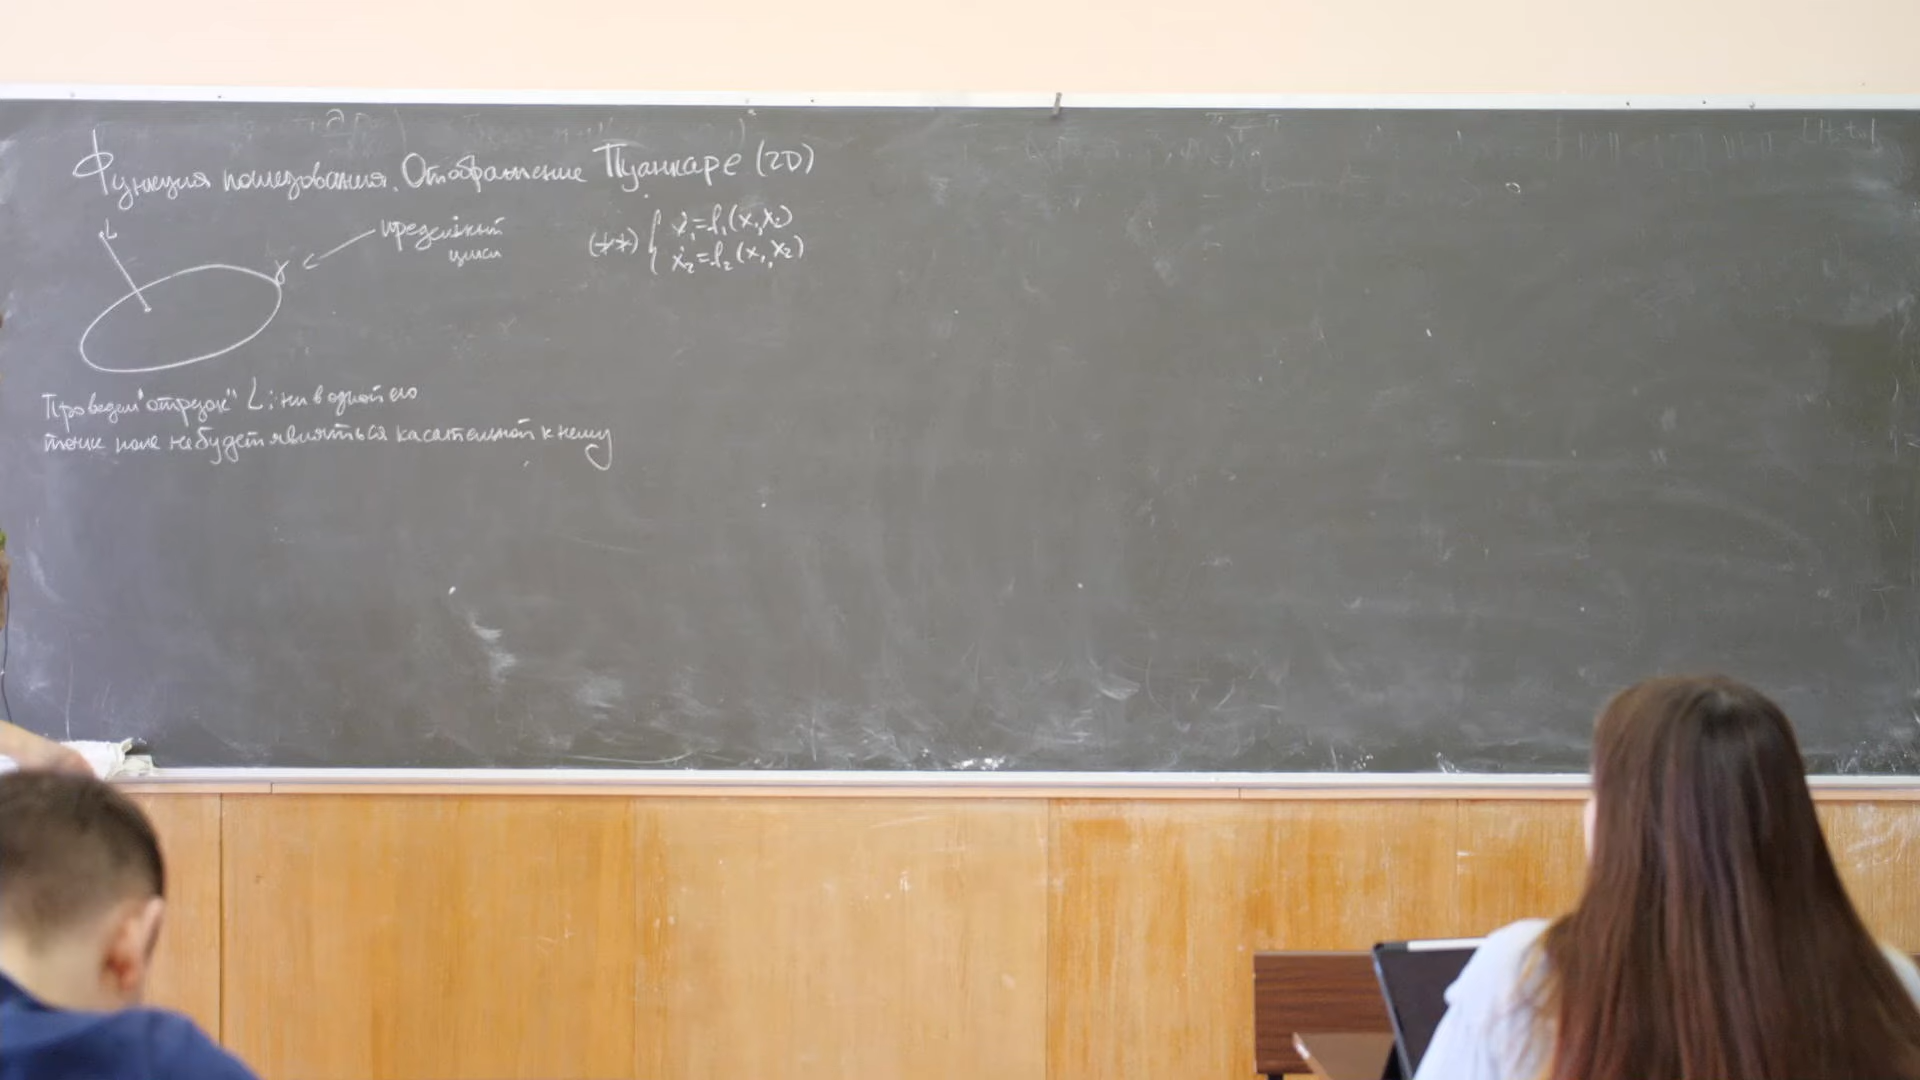 Функция последования. Отображение Пуанкаре (2D)
L
γ
предельный
цикл
(**) { ẋ₁=f₁(x₁,x₂)
ẋ₂=f₂(x₁,x₂)
Проведем "отрезок" L: ни в одной его
точке поле не будет являться касательной к нему